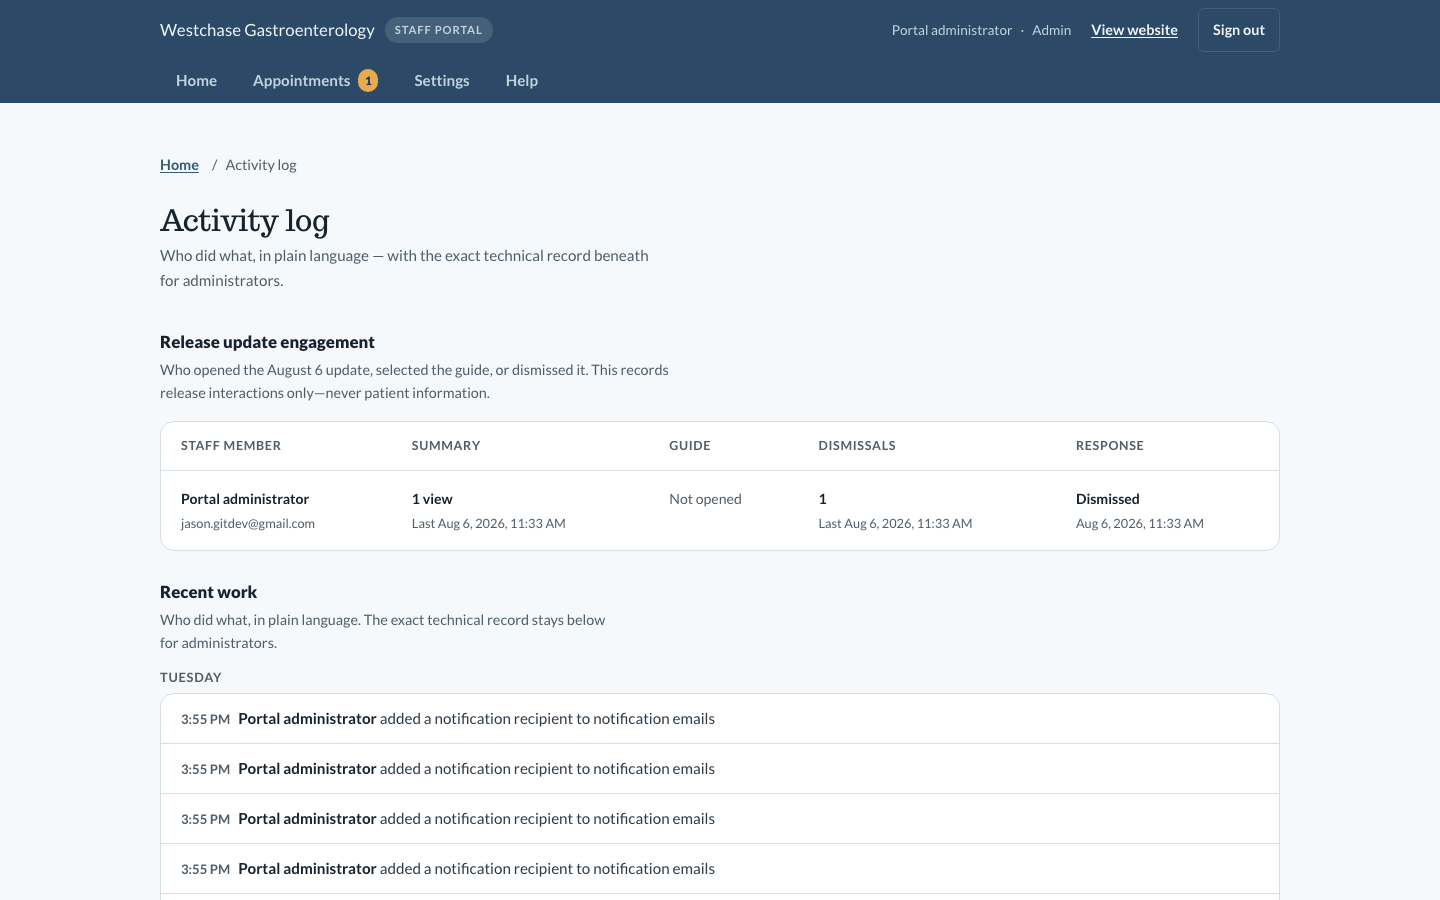 Westchase Gastroenterology STAFF PORTAL
Portal administrator · Admin View website Sign out
Home Appointments 1 Settings Help
Home / Activity log
Activity log
Who did what, in plain language — with the exact technical record beneath
for administrators.
Release update engagement
Who opened the August 6 update, selected the guide, or dismissed it. This records
release interactions only—never patient information.
STAFF MEMBER SUMMARY GUIDE DISMISSALS RESPONSE
Portal administrator 1 view Not opened 1 Dismissed
jason.gitdev@gmail.com Last Aug 6, 2026, 11:33 AM Last Aug 6, 2026, 11:33 AM Aug 6, 2026, 11:33 AM
Recent work
Who did what, in plain language. The exact technical record stays below
for administrators.
TUESDAY
3:55 PM Portal administrator added a notification recipient to notification emails
3:55 PM Portal administrator added a notification recipient to notification emails
3:55 PM Portal administrator added a notification recipient to notification emails
3:55 PM Portal administrator added a notification recipient to notification emails